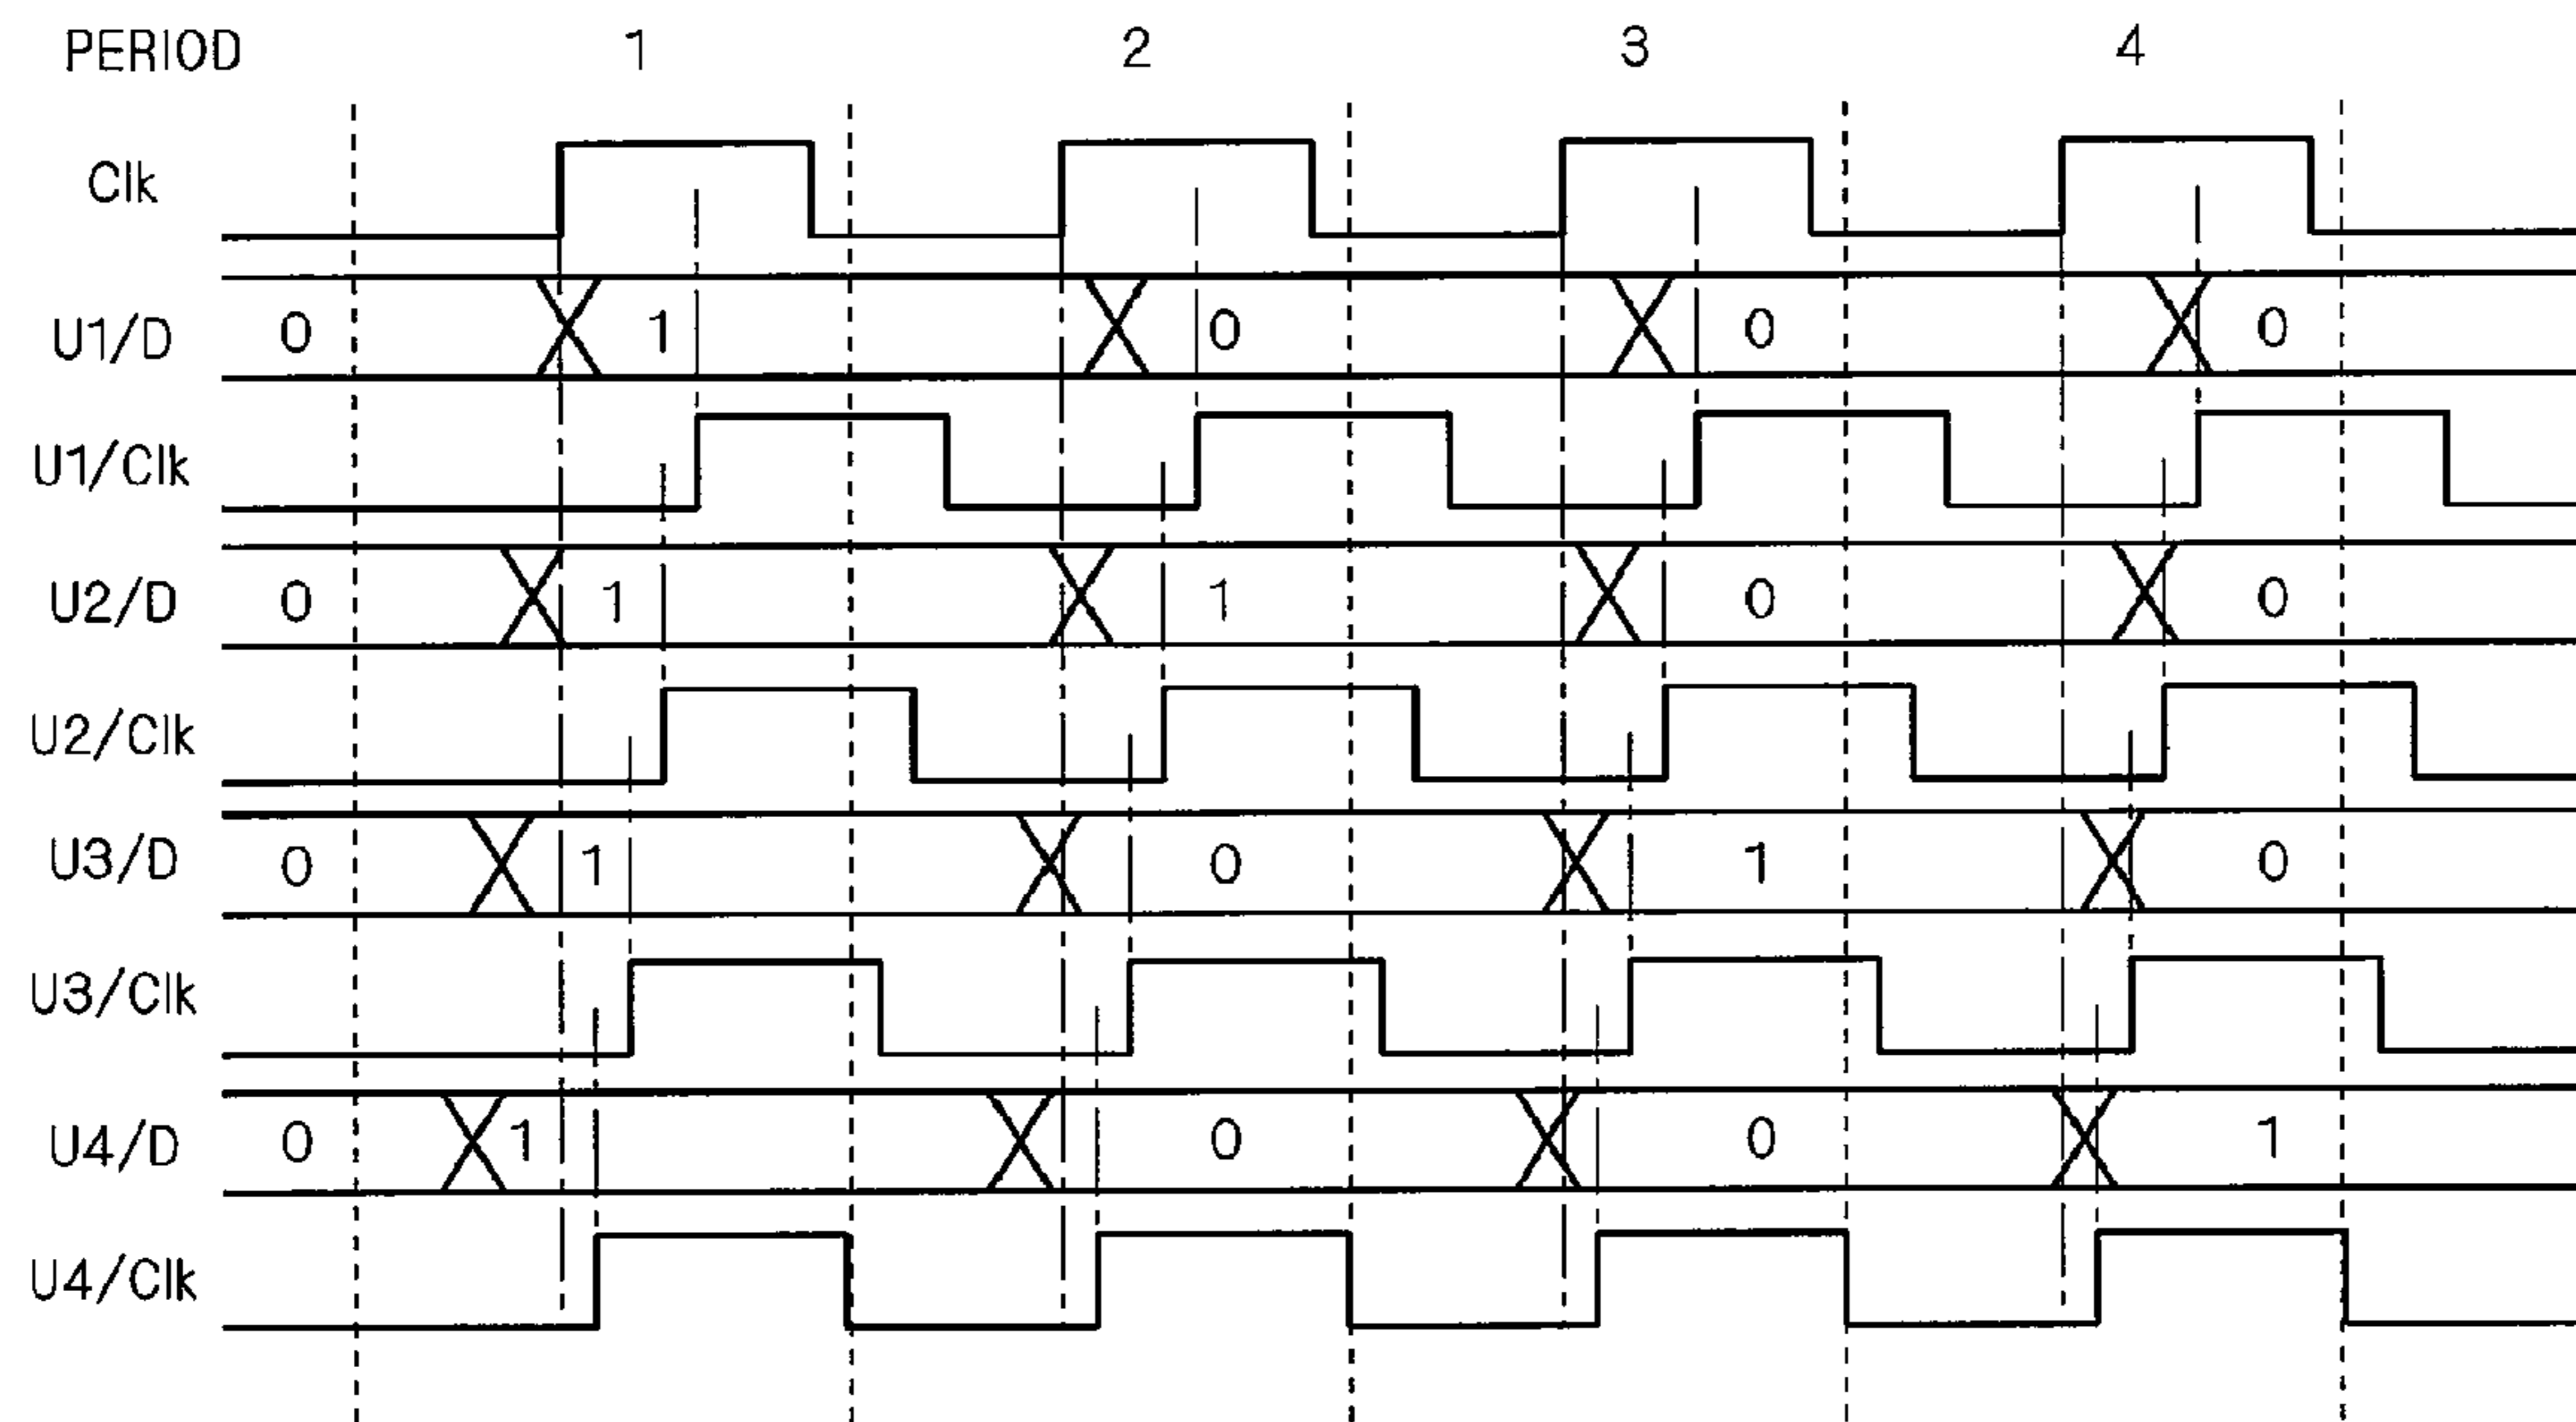 PERIOD 1 2 3 4
Clk
U1/D 0 1 0 0 0
U1/Clk
U2/D 0 1 1 0 0
U2/Clk
U3/D 0 1 0 1 0
U3/Clk
U4/D 0 1 0 0 1
U4/Clk